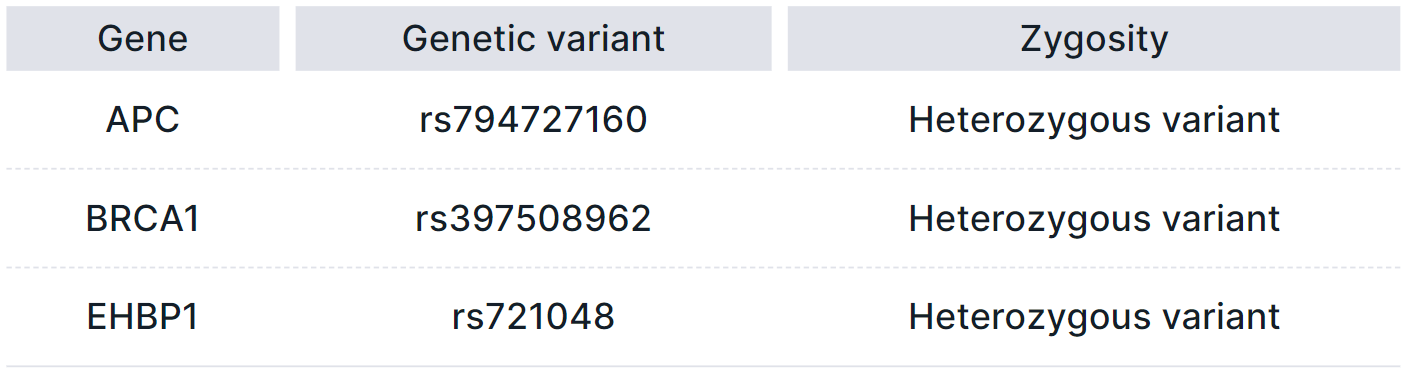 Gene Genetic variant Zygosity
APC rs794727160 Heterozygous variant
BRCA1 rs397508962 Heterozygous variant
EHBP1 rs721048 Heterozygous variant